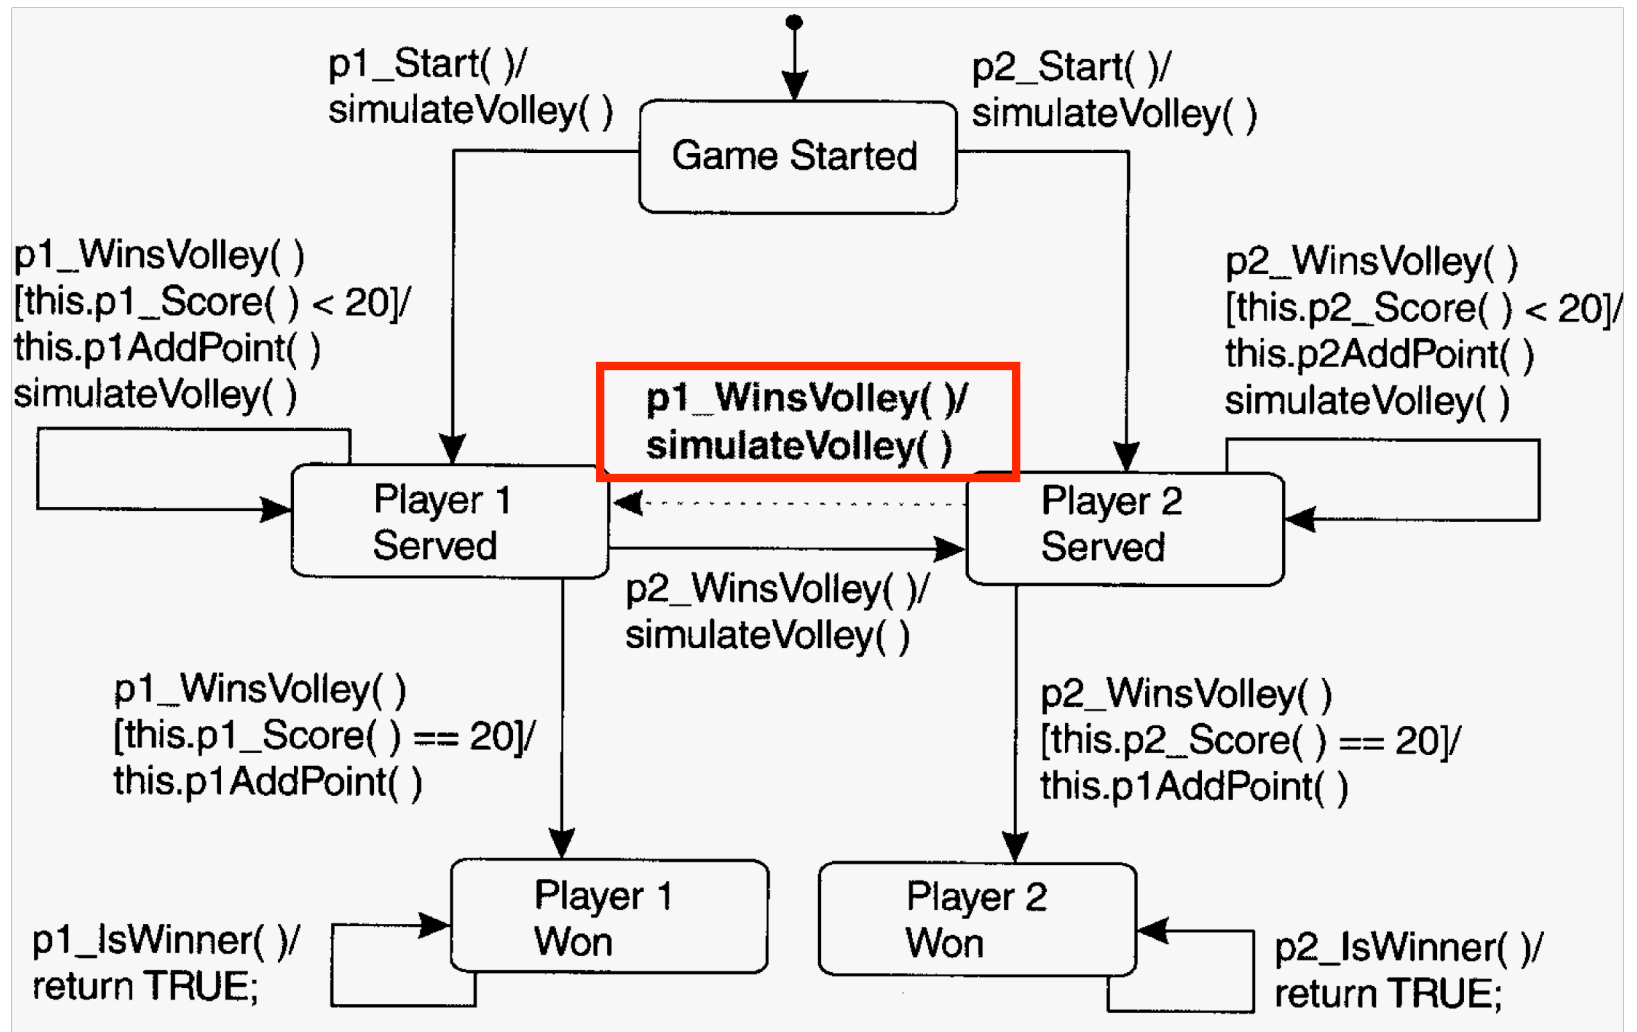 p1_Start( )/
simulateVolley( )
p2_Start( )/
simulateVolley( )
Game Started
p1_WinsVolley( )
[this.p1_Score( ) < 20]/
this.p1AddPoint( )
simulateVolley( )
p2_WinsVolley( )
[this.p2_Score( ) < 20]/
this.p2AddPoint( )
simulateVolley( )
p1_WinsVolley( )/
simulateVolley( )
Player 1
Served
Player 2
Served
p2_WinsVolley( )/
simulateVolley( )
p1_WinsVolley( )
[this.p1_Score( ) == 20]/
this.p1AddPoint( )
p2_WinsVolley( )
[this.p2_Score( ) == 20]/
this.p1AddPoint( )
Player 1
Won
Player 2
Won
p1_IsWinner( )/
return TRUE;
p2_IsWinner( )/
return TRUE;